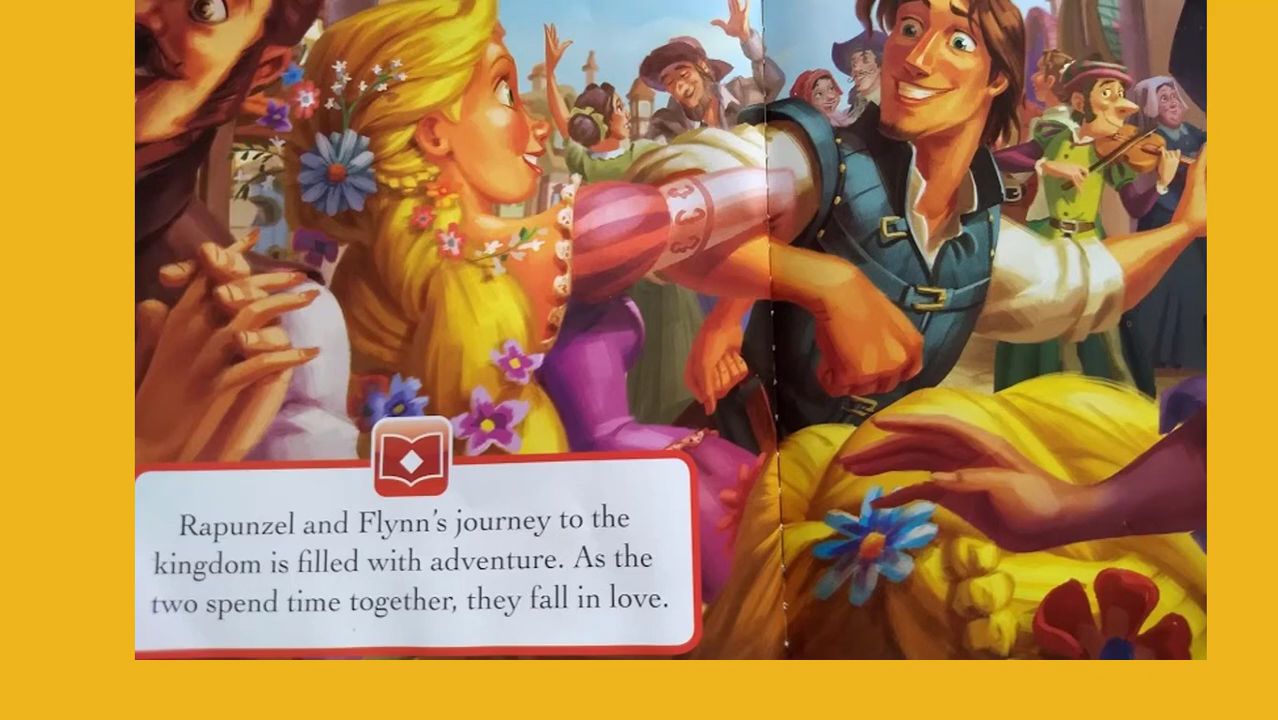 Rapunzel and Flynn's journey to the
kingdom is filled with adventure. As the
two spend time together, they fall in love.